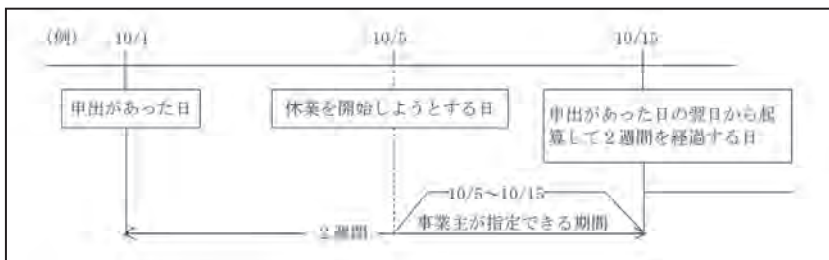 (例) 10/1 10/5 10/15
申出があった日
休業を開始しようとする日
申出があった日の翌日から起
算して2週間を経過する日
10/5～10/15
事業主が指定できる期間
2週間